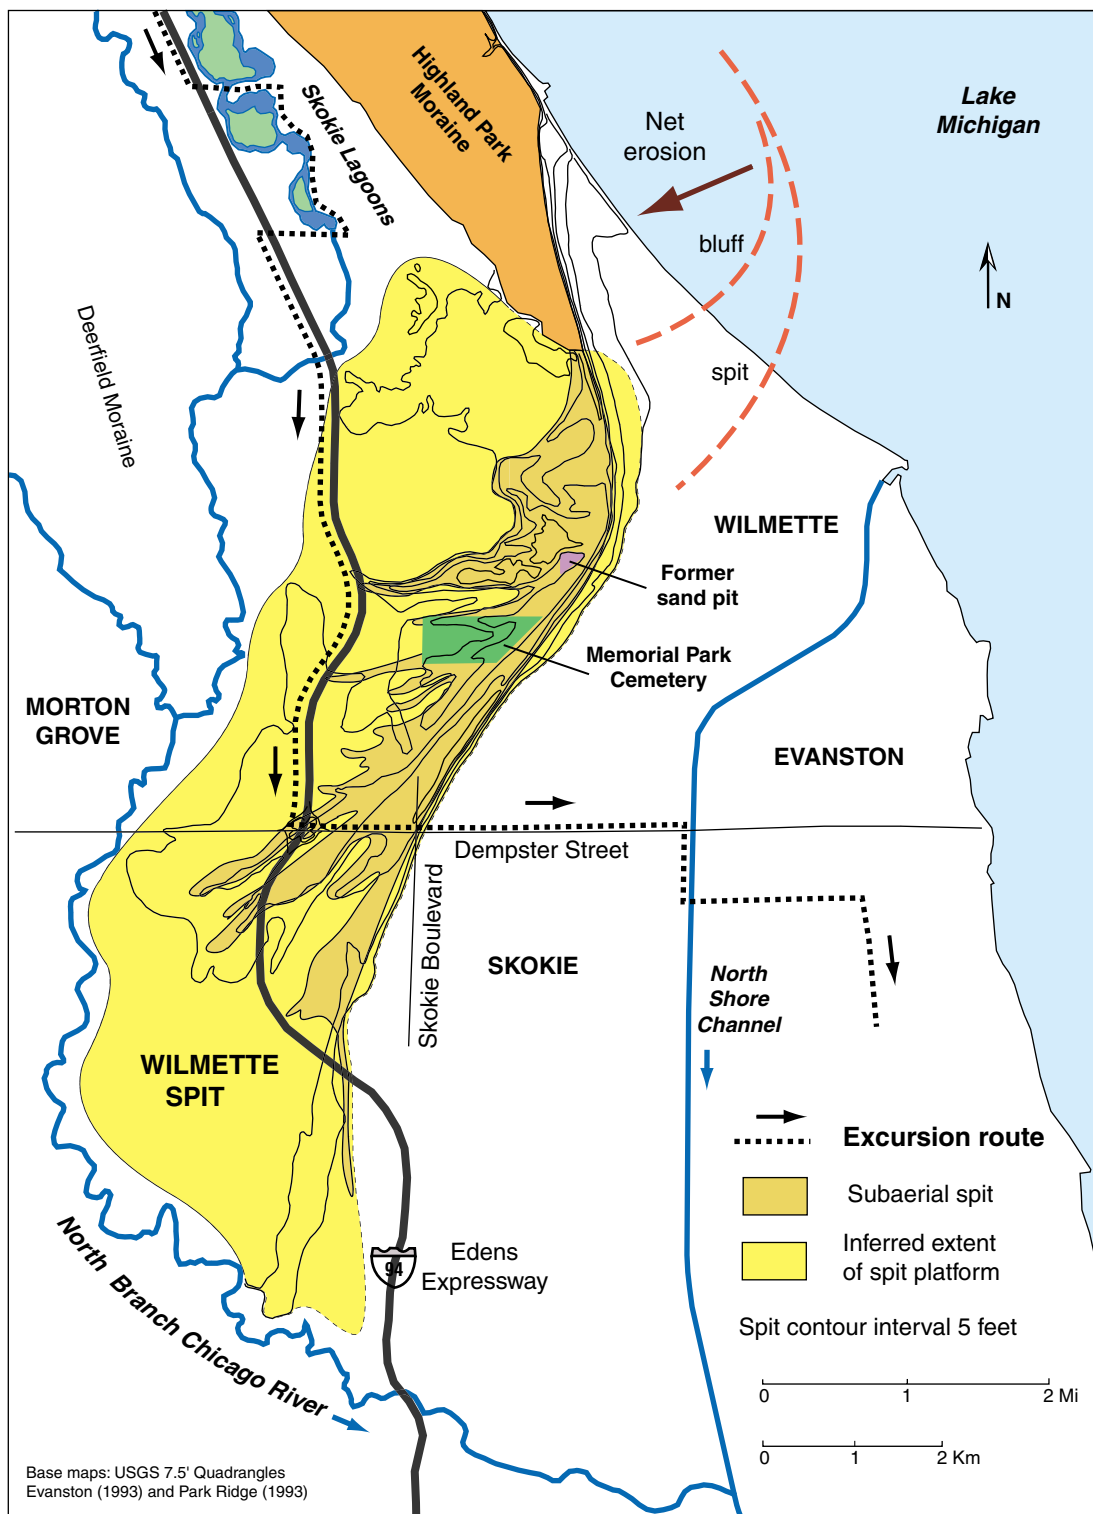 Skokie Lagoons
Highland Park
Moraine
Lake
Michigan
Net
erosion
bluff
N
spit
Deerfield Moraine
WILMETTE
Former
sand pit
Memorial Park
Cemetery
MORTON
GROVE
EVANSTON
Dempster Street
Skokie Boulevard
SKOKIE
North
Shore
Channel
WILMETTE
SPIT
Excursion route
Subaerial spit
Inferred extent
of spit platform
Spit contour interval 5 feet
94
Edens
Expressway
North Branch Chicago River
0 1 2 Mi
0 1 2 Km
Base maps: USGS 7.5' Quadrangles
Evanston (1993) and Park Ridge (1993)